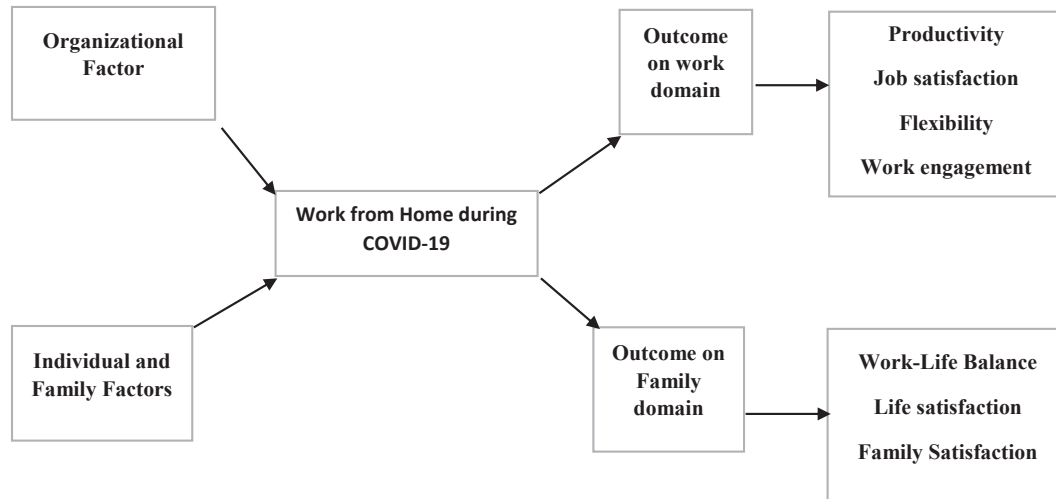 Organizational
Factor
Individual and
Family Factors
Work from Home during
COVID-19
Outcome
on work
domain
Productivity
Job satisfaction
Flexibility
Work engagement
Outcome on
Family
domain
Work-Life Balance
Life satisfaction
Family Satisfaction